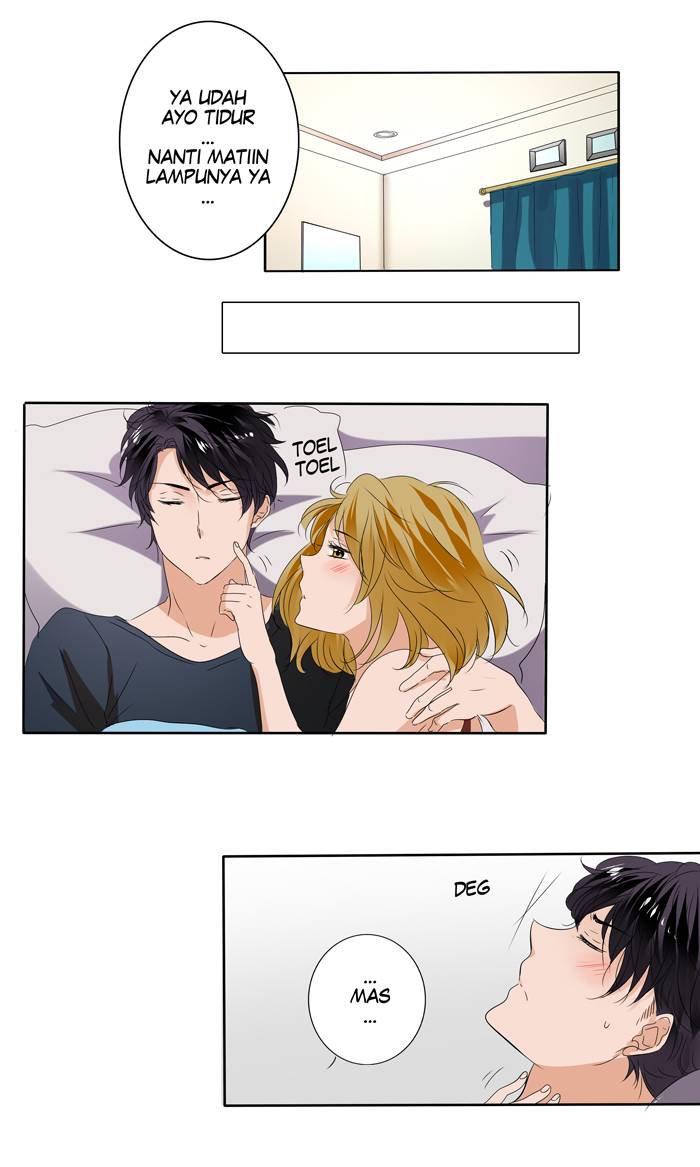 YA UDAH
AYO TIDUR
...
NANTI MATIIN
LAMPUNYA YA
...
TOEL
TOEL
DEG
...
MAS
...